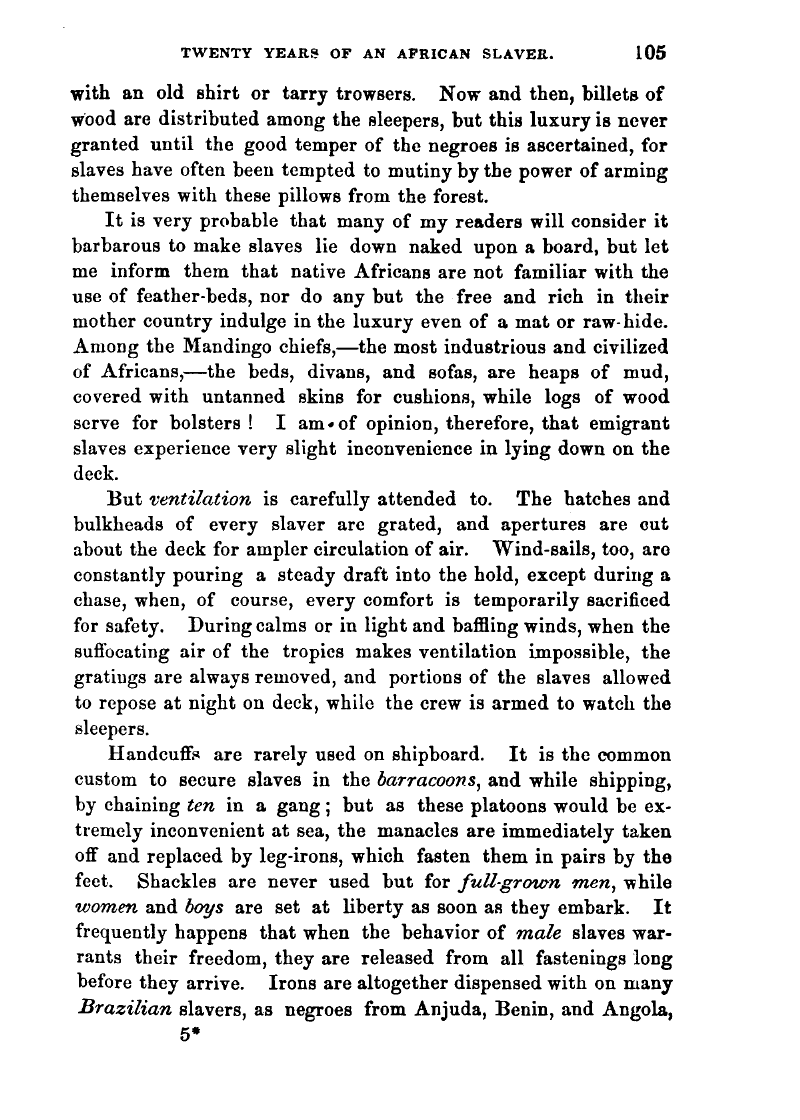 TWENTY YEARS OF AN AFRICAN SLAVER. 105
with an old shirt or tarry trowsers. Now and then, billets of
wood are distributed among the sleepers, but this luxury is never
granted until the good temper of the negroes is ascertained, for
slaves have often been tempted to mutiny by the power of arming
themselves with these pillows from the forest.
It is very probable that many of my readers will consider it
barbarous to make slaves lie down naked upon a board, but let
me inform them that native Africans are not familiar with the
use of feather-beds, nor do any but the free and rich in their
mother country indulge in the luxury even of a mat or raw-hide.
Among the Mandingo chiefs,—the most industrious and civilized
of Africans,—the beds, divans, and sofas, are heaps of mud,
covered with untanned skins for cushions, while logs of wood
serve for bolsters ! I am of opinion, therefore, that emigrant
slaves experience very slight inconvenience in lying down on the
deck.
But ventilation is carefully attended to. The hatches and
bulkheads of every slaver are grated, and apertures are cut
about the deck for ampler circulation of air. Wind-sails, too, are
constantly pouring a steady draft into the hold, except during a
chase, when, of course, every comfort is temporarily sacrificed
for safety. During calms or in light and baffling winds, when the
suffocating air of the tropics makes ventilation impossible, the
gratings are always removed, and portions of the slaves allowed
to repose at night on deck, while the crew is armed to watch the
sleepers.
Handcuffs are rarely used on shipboard. It is the common
custom to secure slaves in the barracoons, and while shipping,
by chaining ten in a gang ; but as these platoons would be ex-
tremely inconvenient at sea, the manacles are immediately taken
off and replaced by leg-irons, which fasten them in pairs by the
feet. Shackles are never used but for full-grown men, while
women and boys are set at liberty as soon as they embark. It
frequently happens that when the behavior of male slaves war-
rants their freedom, they are released from all fastenings long
before they arrive. Irons are altogether dispensed with on many
Brazilian slavers, as negroes from Anjuda, Benin, and Angola,
5*